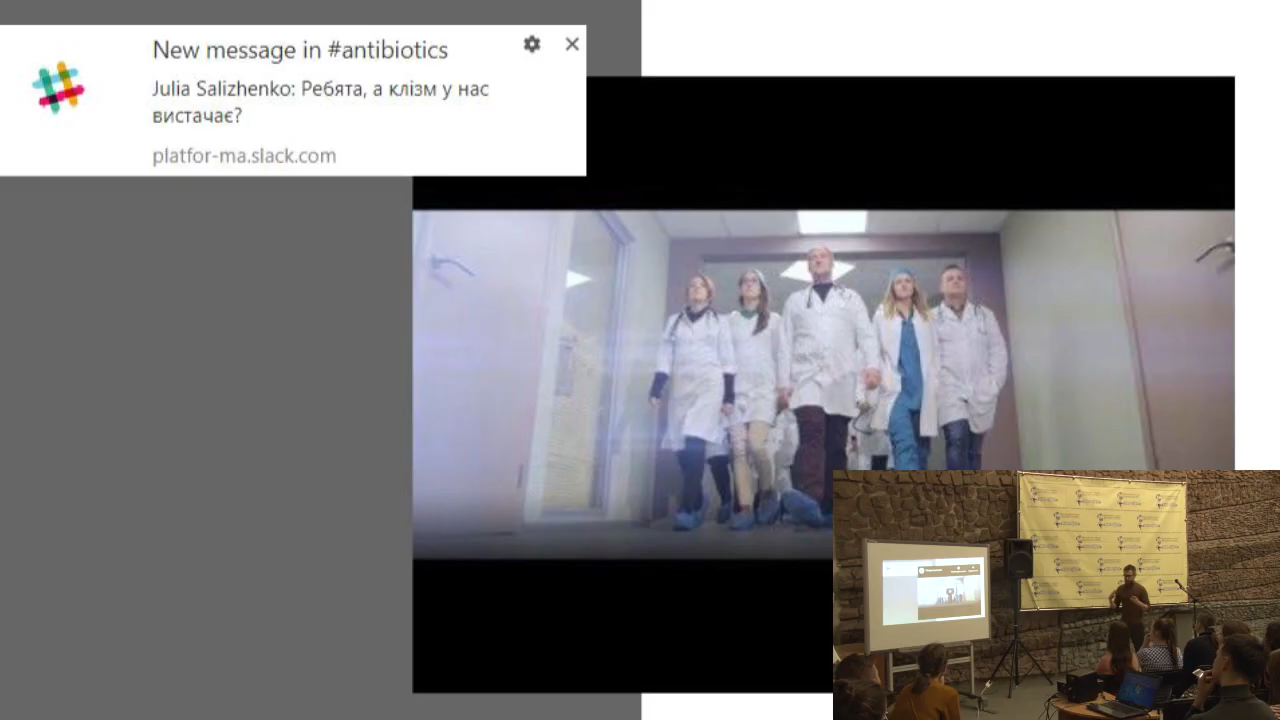 New message in #antibiotics
Julia Salizhenko: Ребята, а клізм у нас
вистачає?
platfor-ma.slack.com